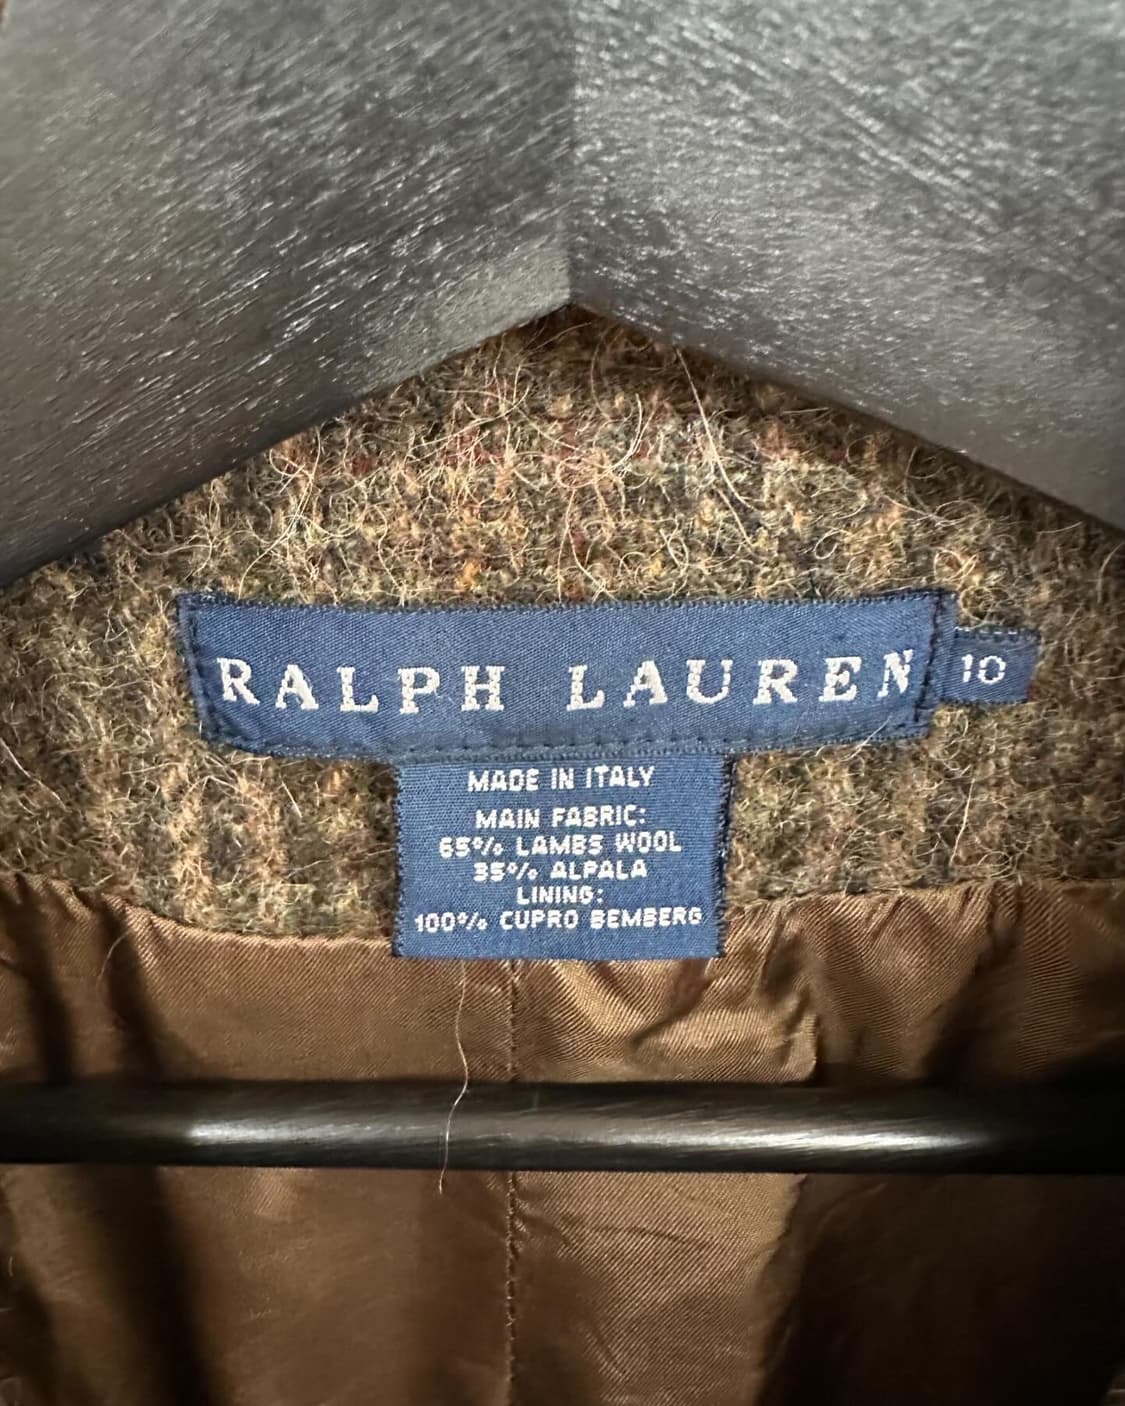 RALPH LAUREN
10
MADE IN ITALY
MAIN FABRIC:
65% LAMBS WOOL
35% ALPALA
LINING:
100% CUPRO BEMBERG